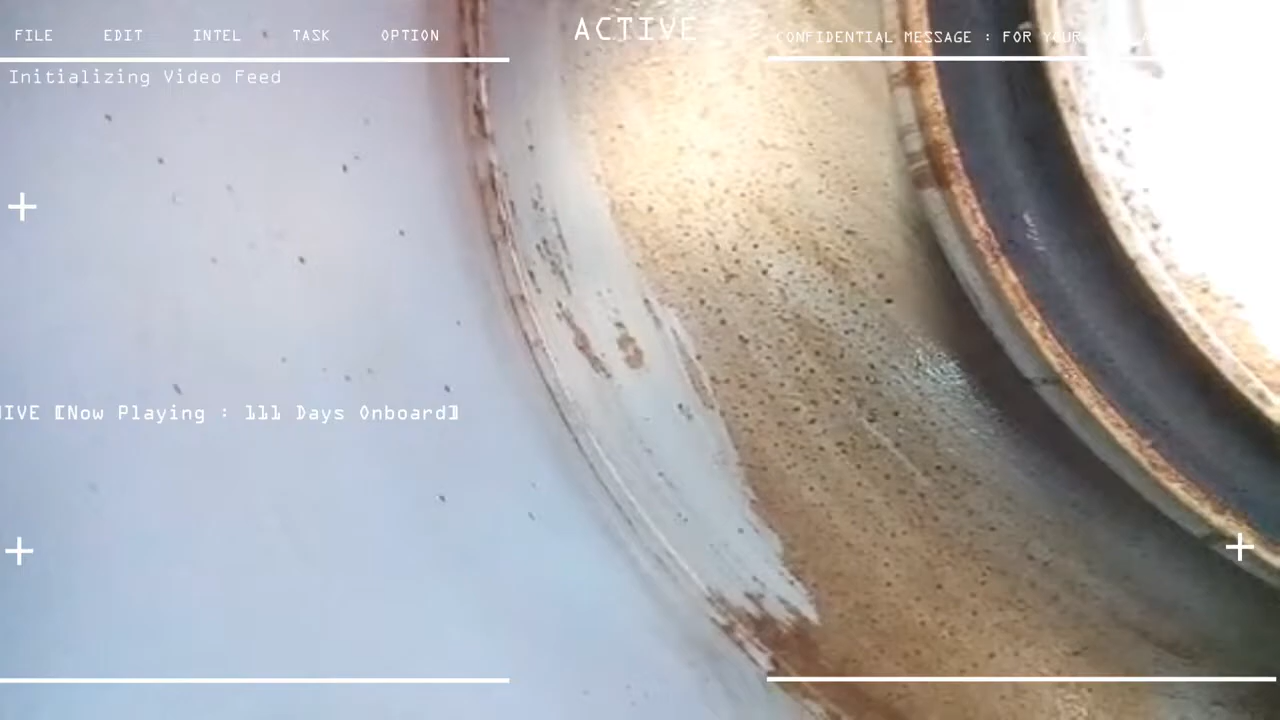 FILE EDIT INTEL TASK OPTION
ACTIVE
CONFIDENTIAL MESSAGE : FOR YOUR
Initializing Video Feed
[Now Playing : 111 Days Onboard]